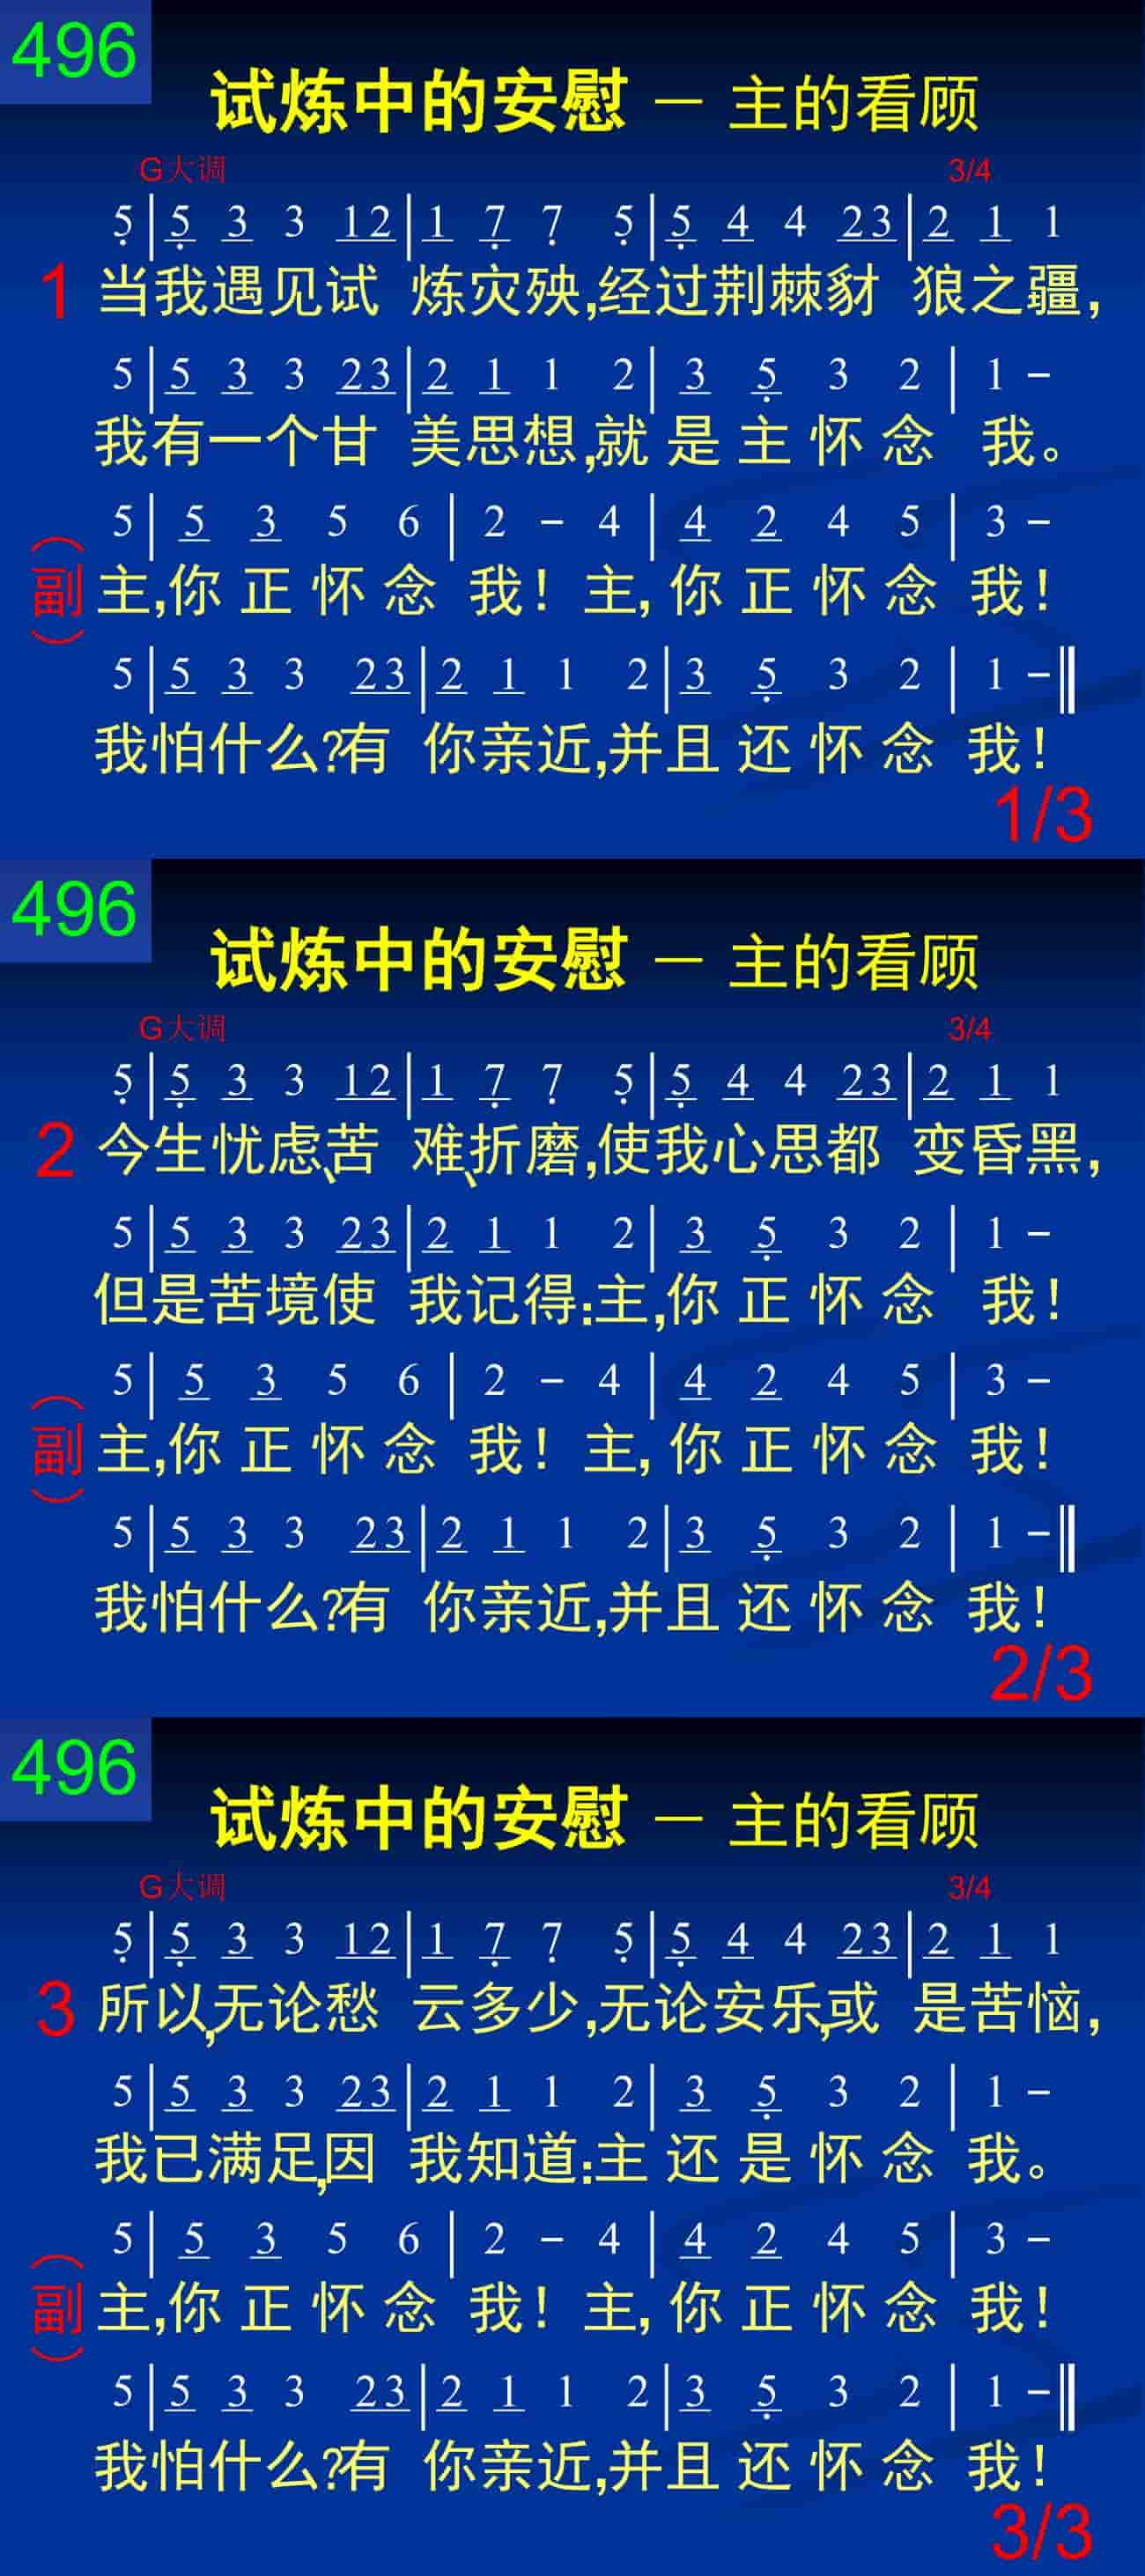 496
试炼中的安慰 － 主的看顾
G大调 3/4
5̣|5̣ 3 3 12|1 7̣ 7̣ 5̣|5̣ 4 4 23|2 1 1
1 当我遇见试 炼灾殃,经过荆棘豺 狼之疆,
5|5 3 3 23|2 1 1 2|3 5̣ 3 2|1 －
我有一个甘 美思想,就是主怀念 我。
5|5 3 5 6|2 － 4|4 2 4 5|3 －
(副) 主,你正怀念 我！主,你正怀念 我！
5|5 3 3 23|2 1 1 2|3 5̣ 3 2|1 －‖
我怕什么?有 你亲近,并且还怀念 我！
1/3
496
试炼中的安慰 － 主的看顾
G大调 3/4
5̣|5̣ 3 3 12|1 7̣ 7̣ 5̣|5̣ 4 4 23|2 1 1
2 今生忧虑、苦 难、折磨,使我心思都 变昏黑,
5|5 3 3 23|2 1 1 2|3 5̣ 3 2|1 －
但是苦境使 我记得:主,你正怀念 我！
5|5 3 5 6|2 － 4|4 2 4 5|3 －
(副) 主,你正怀念 我！主,你正怀念 我！
5|5 3 3 23|2 1 1 2|3 5̣ 3 2|1 －‖
我怕什么?有 你亲近,并且还怀念 我！
2/3
496
试炼中的安慰 － 主的看顾
G大调 3/4
5̣|5̣ 3 3 12|1 7̣ 7̣ 5̣|5̣ 4 4 23|2 1 1
3 所以,无论愁 云多少,无论安乐,或 是苦恼,
5|5 3 3 23|2 1 1 2|3 5̣ 3 2|1 －
我已满足,因 我知道:主还是怀念 我。
5|5 3 5 6|2 － 4|4 2 4 5|3 －
(副) 主,你正怀念 我！主,你正怀念 我！
5|5 3 3 23|2 1 1 2|3 5̣ 3 2|1 －‖
我怕什么?有 你亲近,并且还怀念 我！
3/3